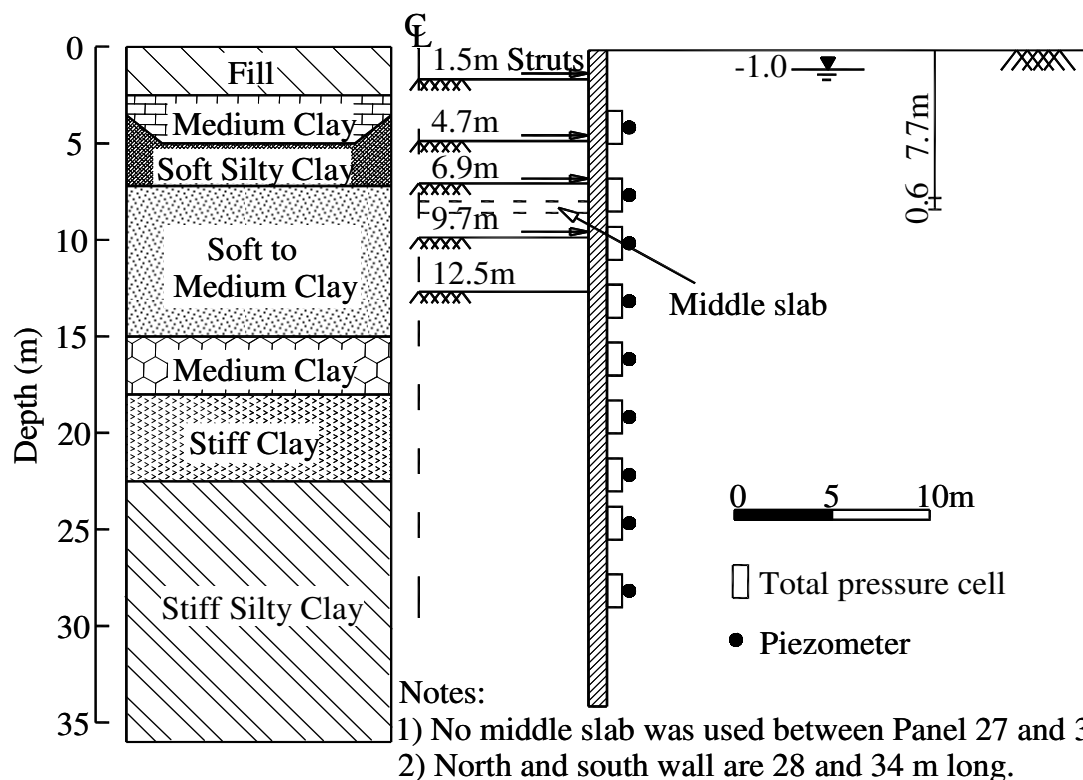 ℄
0
5
10
15
20
25
30
35
Depth (m)
Fill
Medium Clay
Soft Silty Clay
Soft to
Medium Clay
Medium Clay
Stiff Clay
Stiff Silty Clay
1.5m Struts
4.7m
6.9m
9.7m
12.5m
-1.0
0.6 7.7m
Middle slab
0 5 10m
Total pressure cell
Piezometer
Notes:
1) No middle slab was used between Panel 27 and 3
2) North and south wall are 28 and 34 m long.